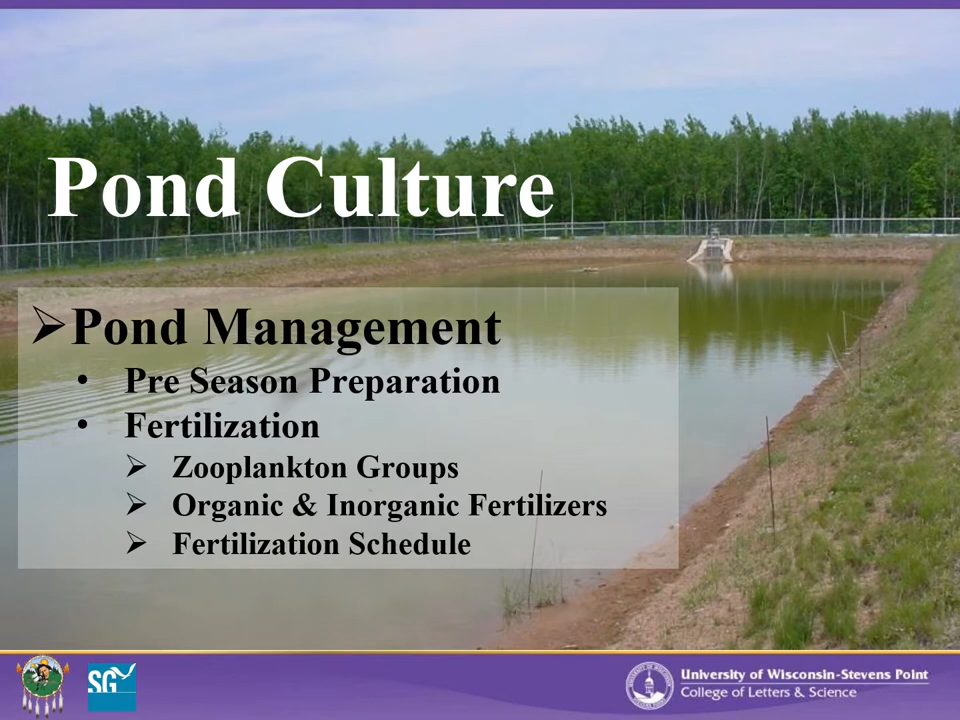 Pond Culture
➢Pond Management
• Pre Season Preparation
• Fertilization
➢ Zooplankton Groups
➢ Organic & Inorganic Fertilizers
➢ Fertilization Schedule
SG
University of Wisconsin-Stevens Point
College of Letters & Science